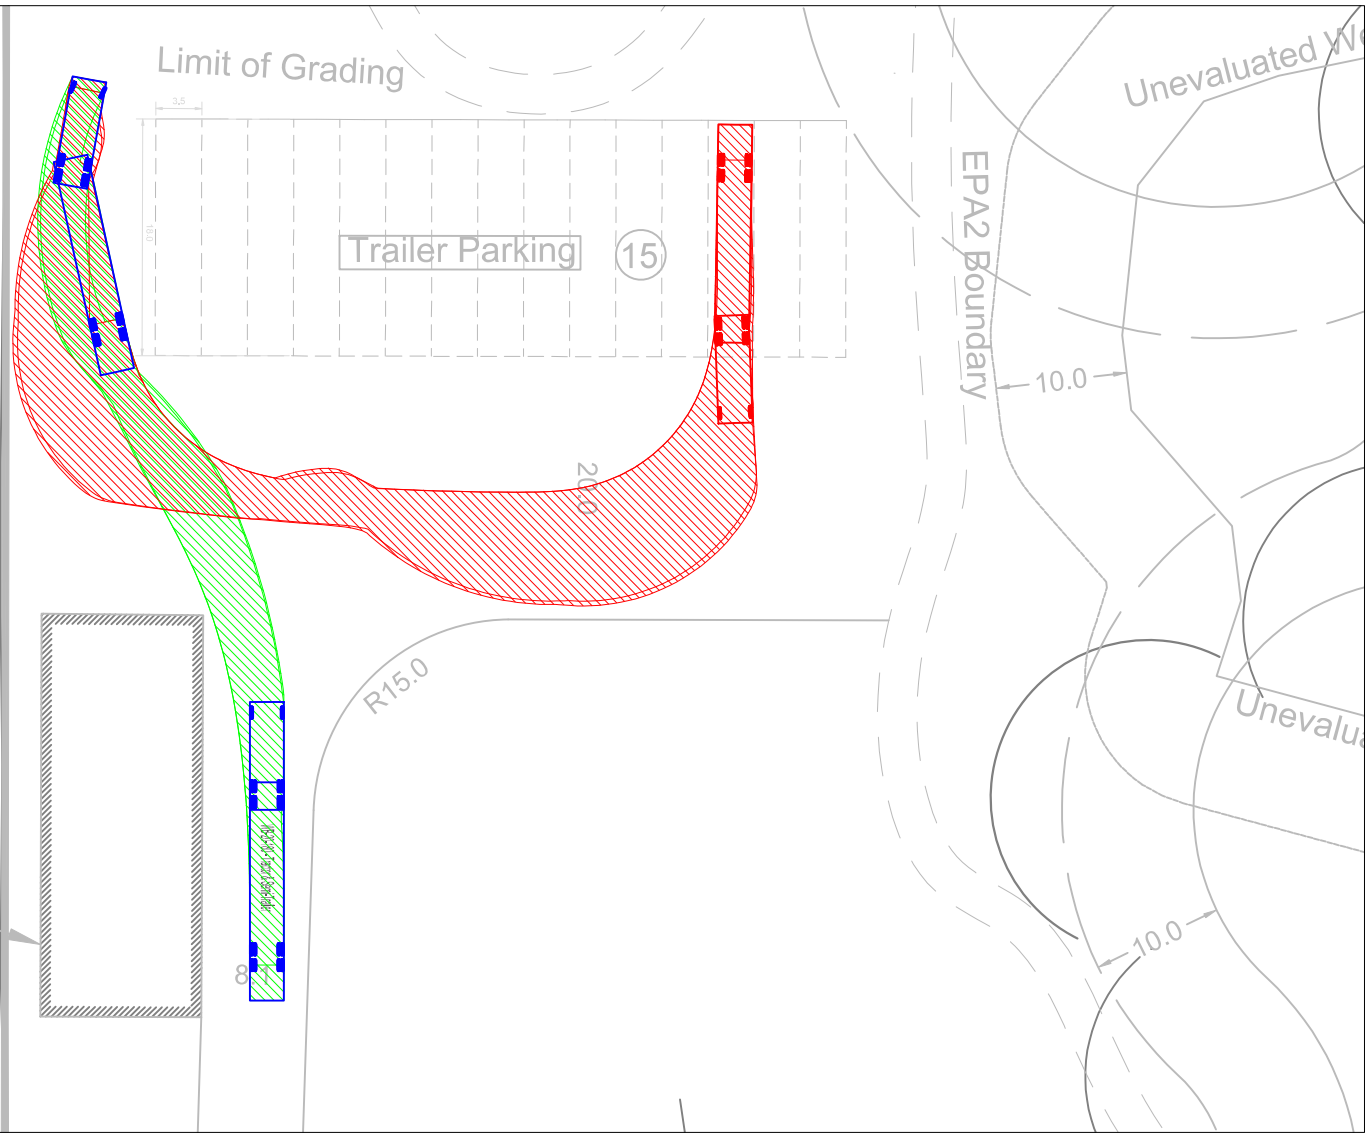 Limit of Grading
Unevaluated We
3.5
EPA2 Boundary
Trailer Parking
15
10.0
20.0
R15.0
Unevalua
10.0